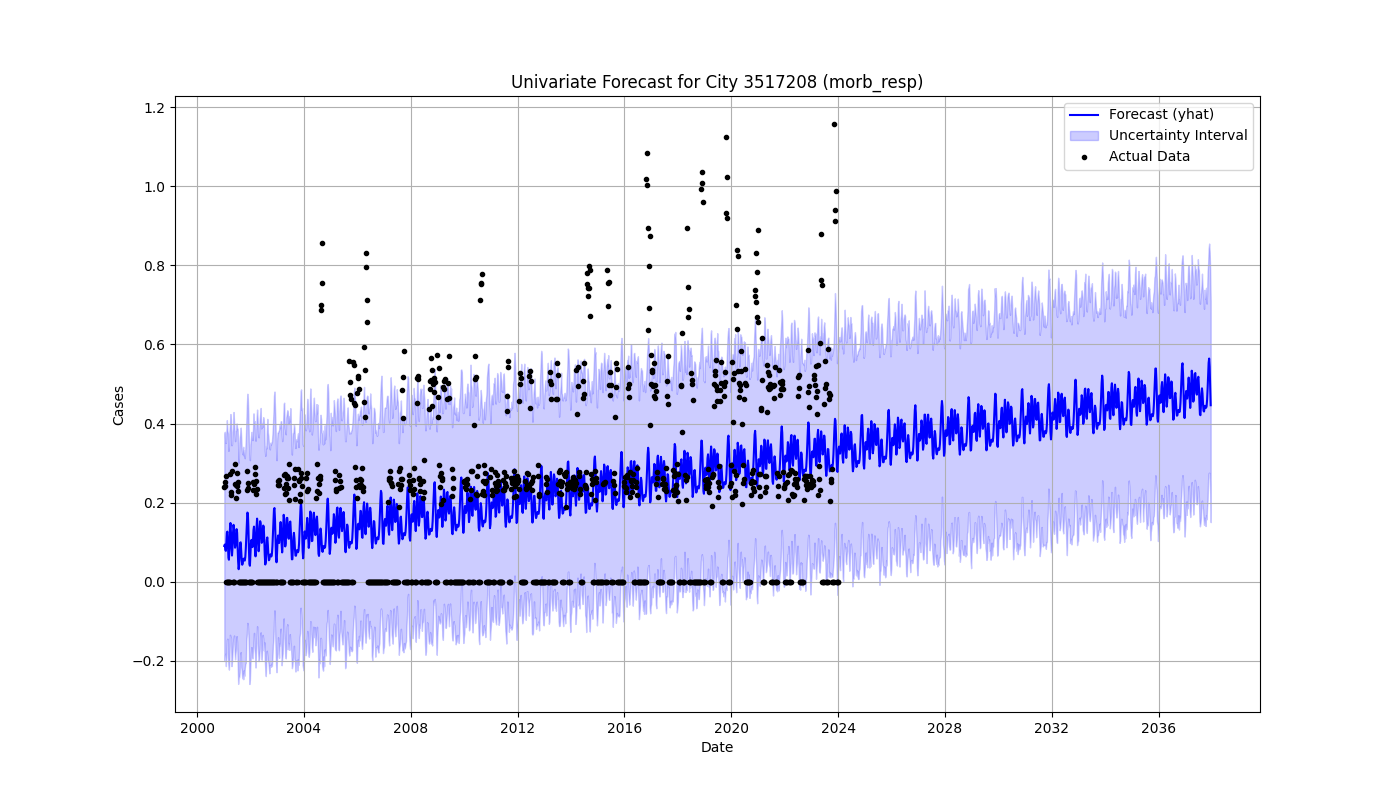 Univariate Forecast for City 3517208 (morb_resp)
Forecast (yhat)
Uncertainty Interval
Actual Data
Cases
1.2
1.0
0.8
0.6
0.4
0.2
0.0
−0.2
2000 2004 2008 2012 2016 2020 2024 2028 2032 2036
Date